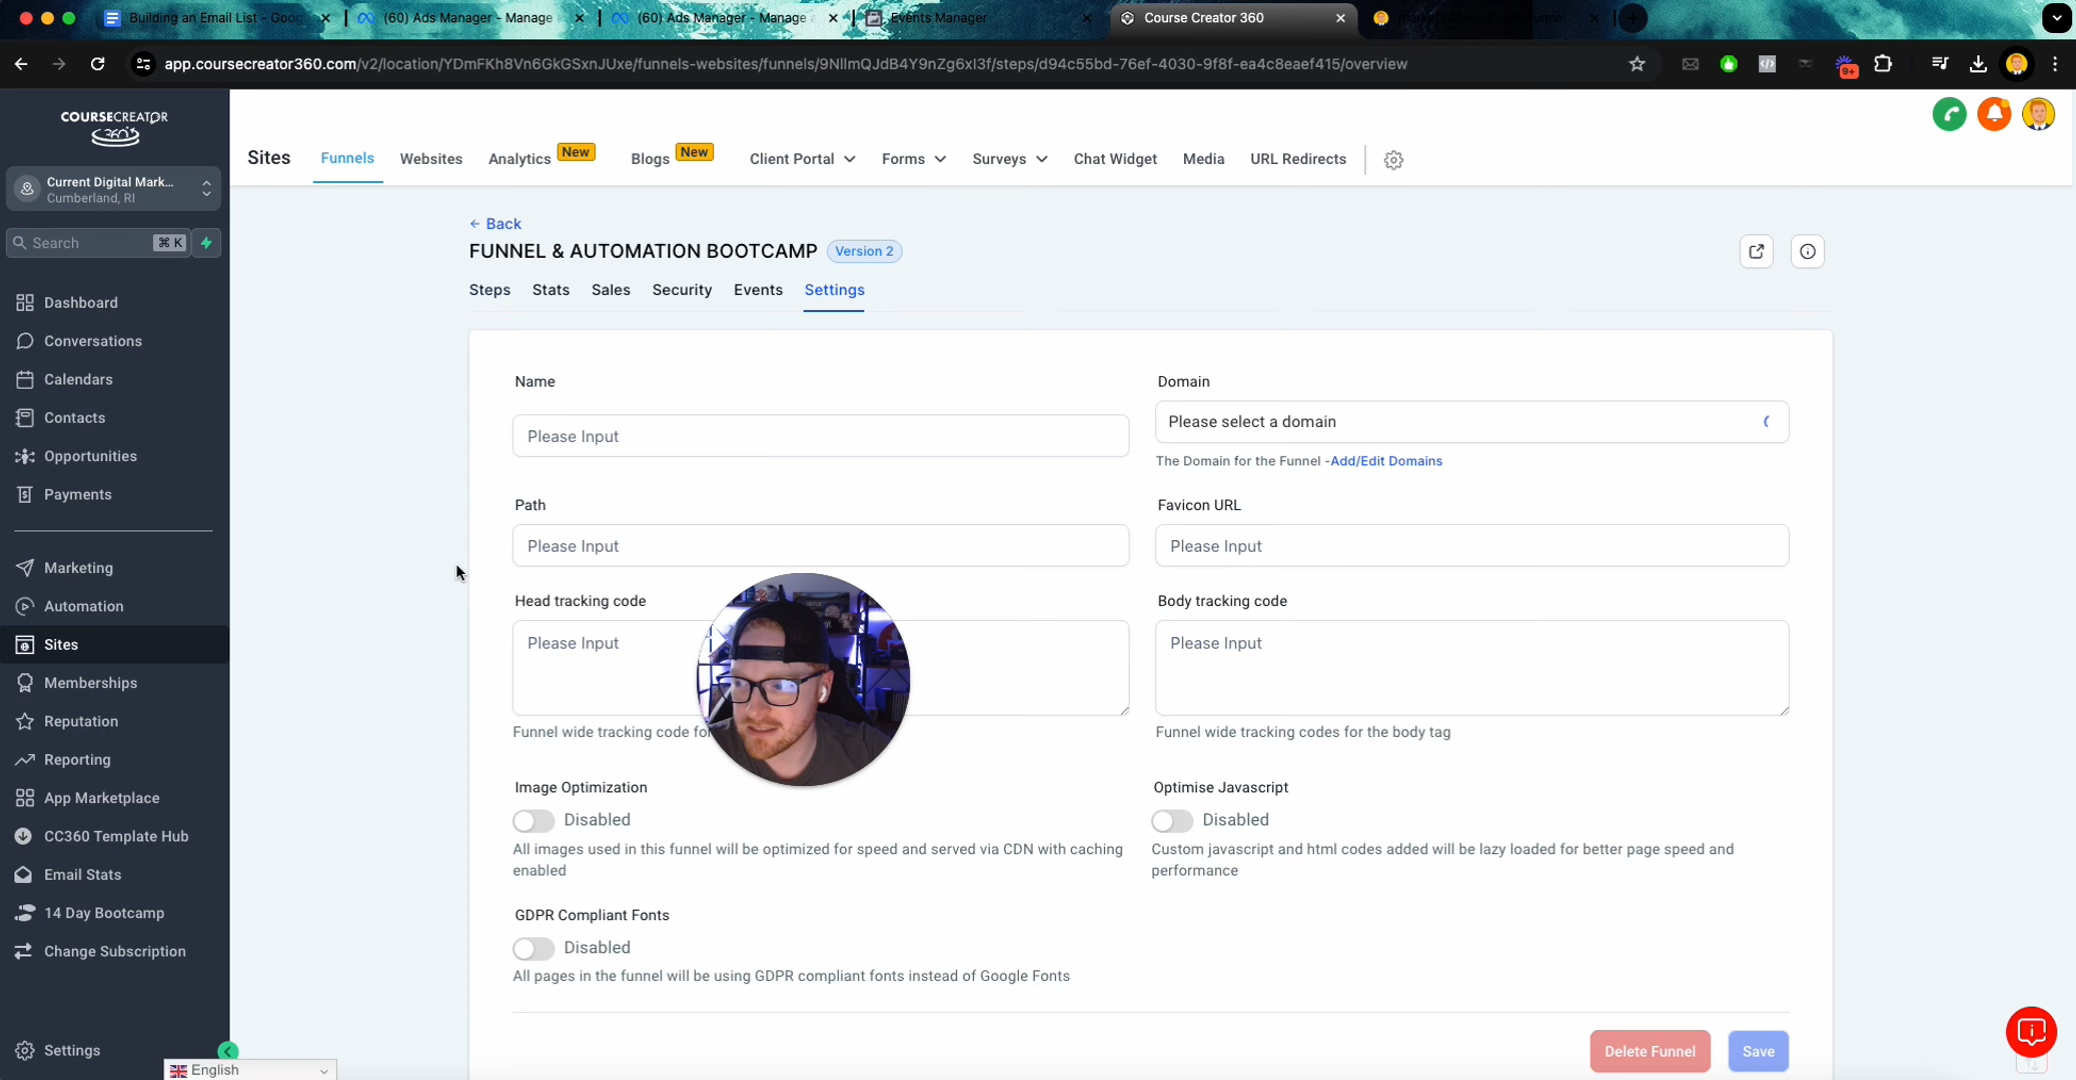 Building an Email List - Goog
(60) Ads Manager - Manage
(60) Ads Manager - Manage a
Events Manager
Course Creator 360
app.coursecreator360.com/v2/location/YDmFKh8Vn6GkGSxnJUxe/funnels-websites/funnels/9NIlmQJdB4Y9nZg6xI3f/steps/d94c55bd-76ef-4030-9f8f-ea4c8eaef415/overview
9+
COURSECREATOR
360
Current Digital Mark...
Cumberland, RI
Search
⌘ K
Dashboard
Conversations
Calendars
Contacts
Opportunities
Payments
Marketing
Automation
Sites
Memberships
Reputation
Reporting
App Marketplace
CC360 Template Hub
Email Stats
14 Day Bootcamp
Change Subscription
Settings
English
Sites
Funnels
Websites
Analytics
New
Blogs
New
Client Portal
Forms
Surveys
Chat Widget
Media
URL Redirects
← Back
FUNNEL & AUTOMATION BOOTCAMP
Version 2
Steps
Stats
Sales
Security
Events
Settings
Name
Please Input
Domain
Please select a domain
The Domain for the Funnel -Add/Edit Domains
Path
Please Input
Favicon URL
Please Input
Head tracking code
Please Input
Funnel wide tracking code for
Body tracking code
Please Input
Funnel wide tracking codes for the body tag
Image Optimization
Disabled
All images used in this funnel will be optimized for speed and served via CDN with caching
enabled
Optimise Javascript
Disabled
Custom javascript and html codes added will be lazy loaded for better page speed and
performance
GDPR Compliant Fonts
Disabled
All pages in the funnel will be using GDPR compliant fonts instead of Google Fonts
Delete Funnel
Save